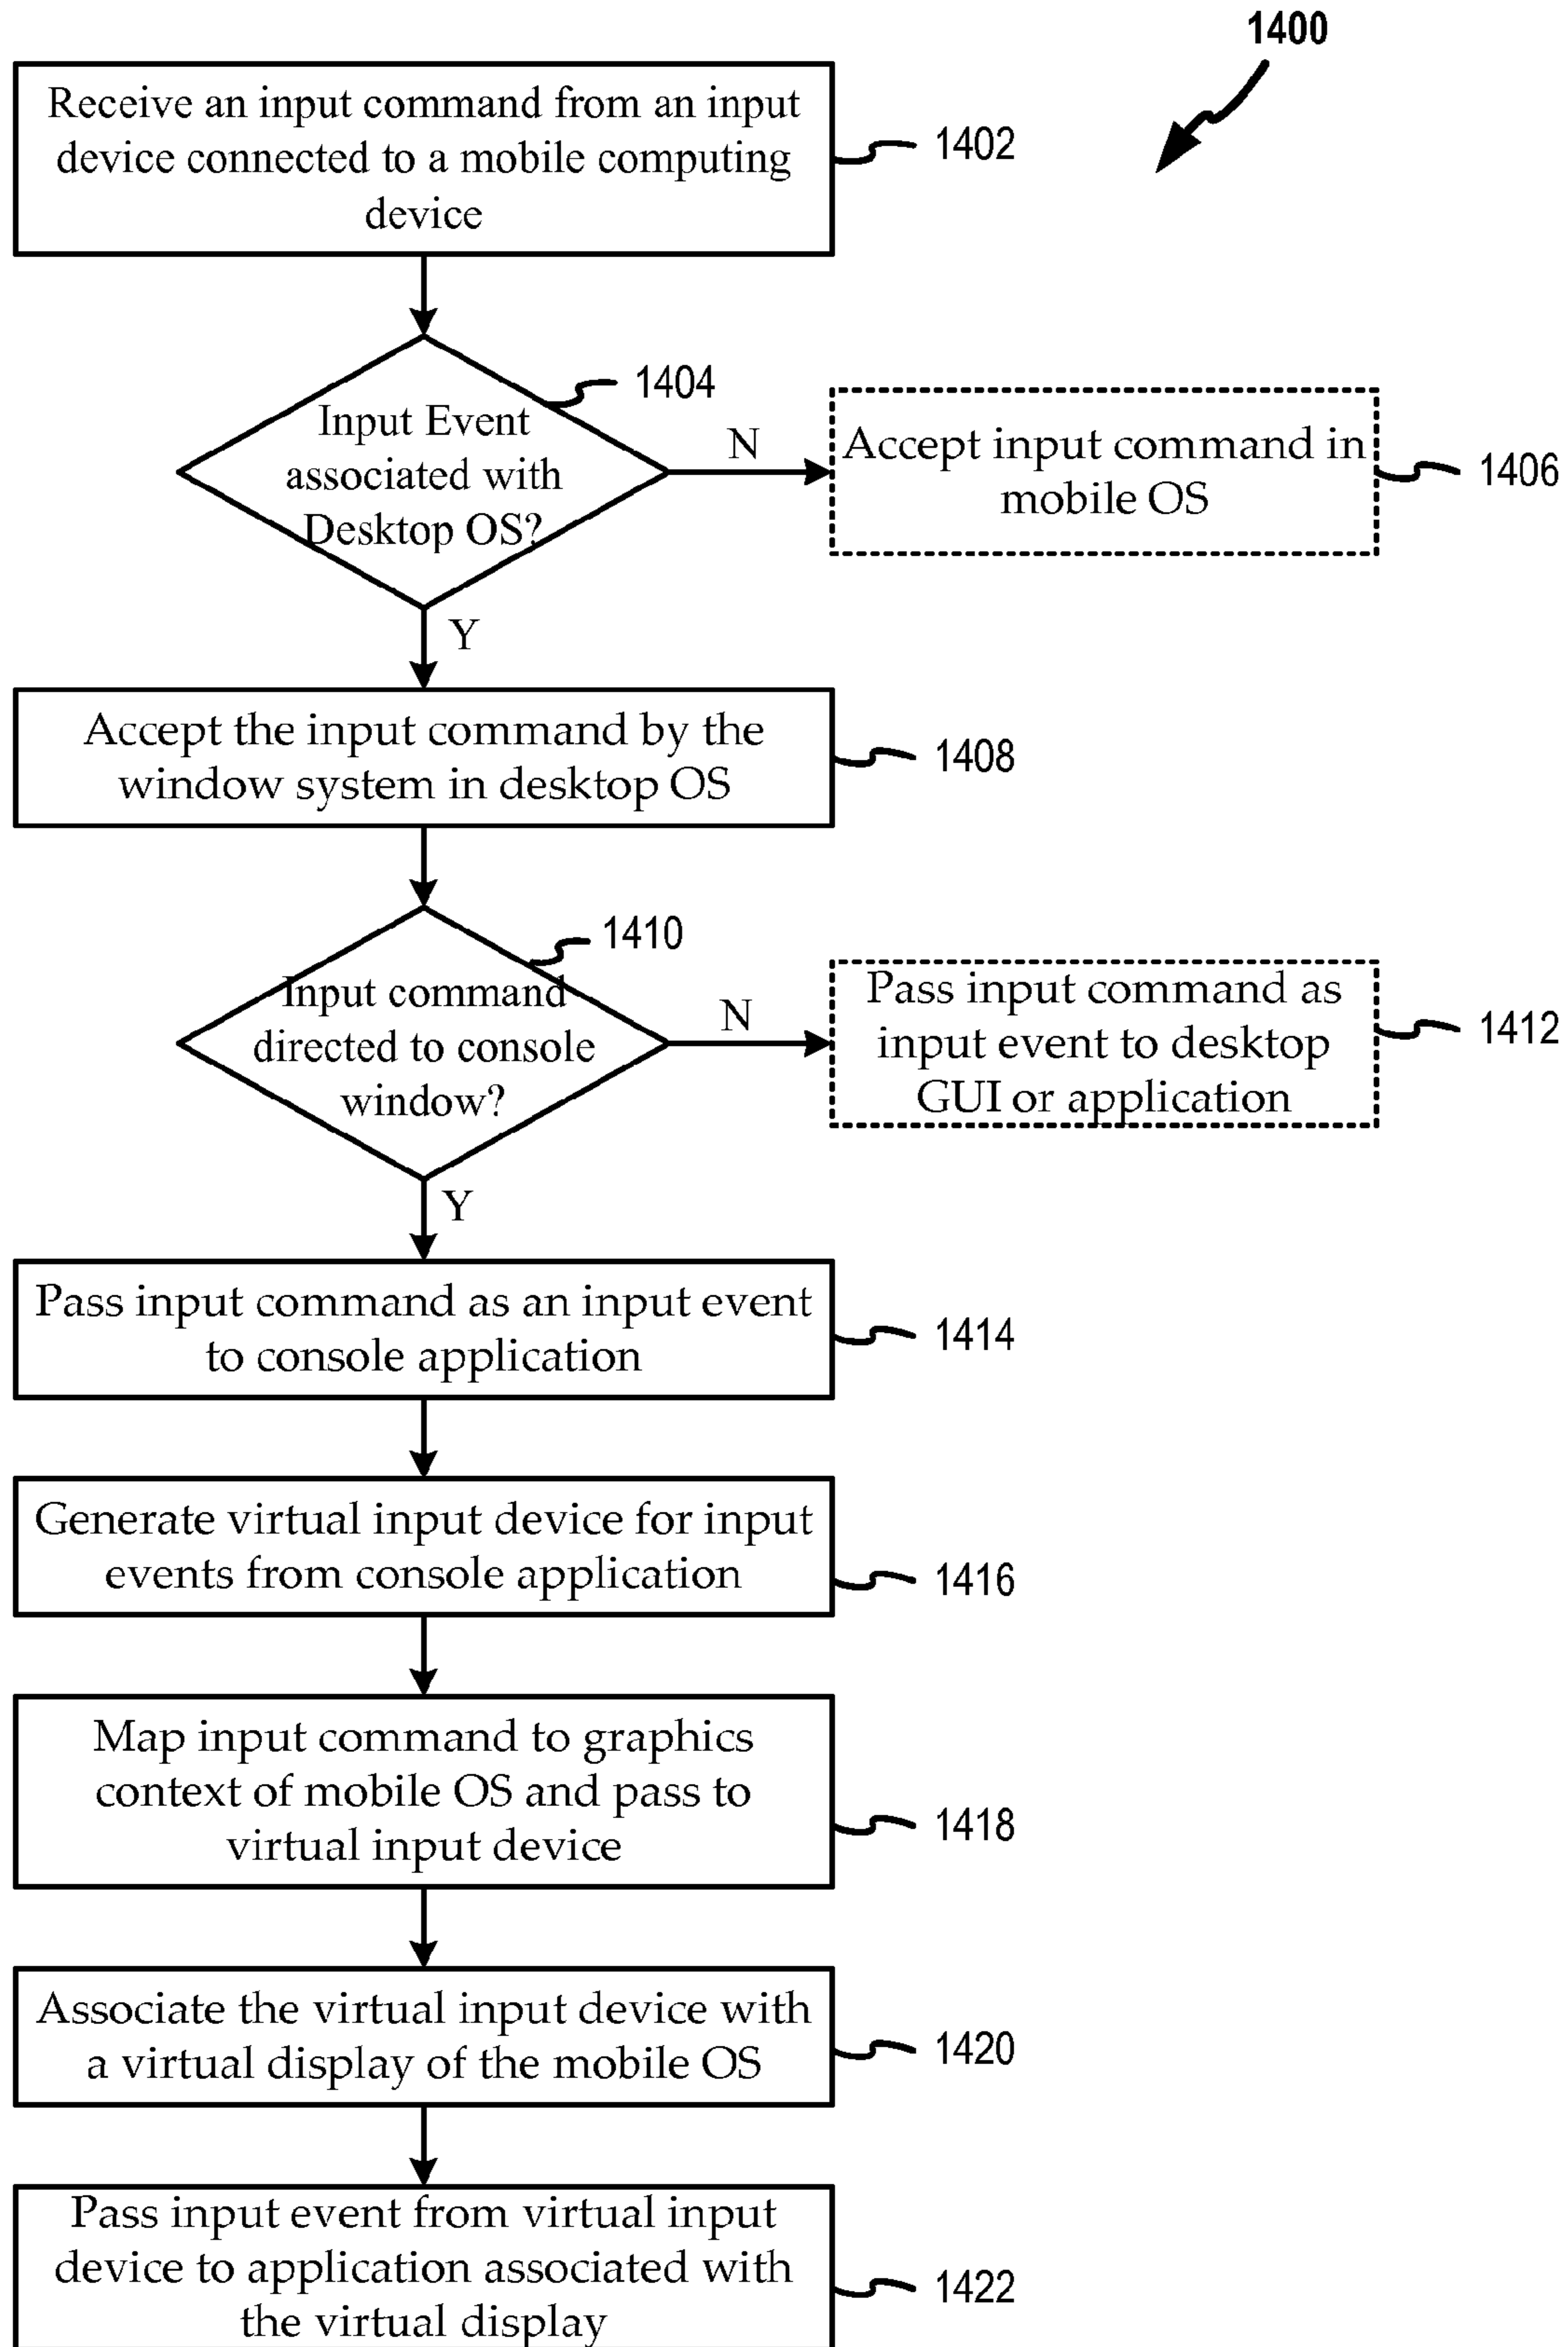 1400
Receive an input command from an input
device connected to a mobile computing
device
1402
1404
Input Event
associated with
Desktop OS?
N
Accept input command in
mobile OS
1406
Y
Accept the input command by the
window system in desktop OS
1408
1410
Input command
directed to console
window?
N
Pass input command as
input event to desktop
GUI or application
1412
Y
Pass input command as an input event
to console application
1414
Generate virtual input device for input
events from console application
1416
Map input command to graphics
context of mobile OS and pass to
virtual input device
1418
Associate the virtual input device with
a virtual display of the mobile OS
1420
Pass input event from virtual input
device to application associated with
the virtual display
1422